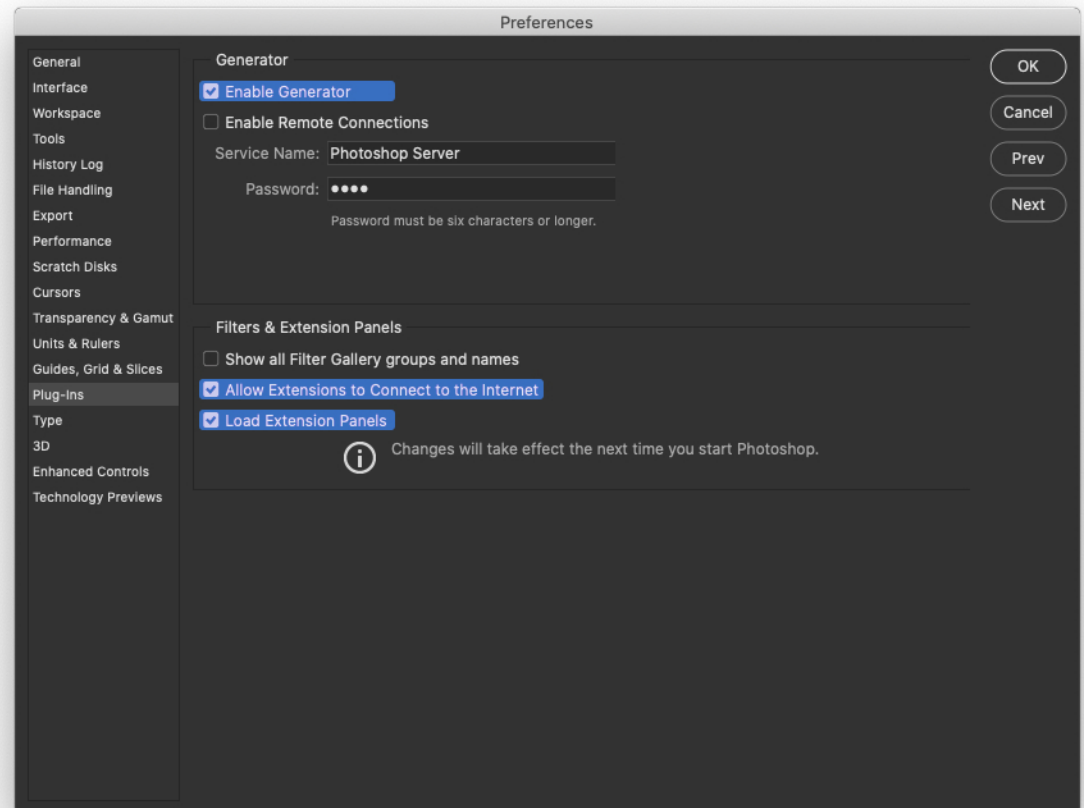 Preferences
General
Interface
Workspace
Tools
History Log
File Handling
Export
Performance
Scratch Disks
Cursors
Transparency & Gamut
Units & Rulers
Guides, Grid & Slices
Plug-Ins
Type
3D
Enhanced Controls
Technology Previews
Generator
Enable Generator
Enable Remote Connections
Service Name: Photoshop Server
Password: ●●●●
Password must be six characters or longer.
Filters & Extension Panels
Show all Filter Gallery groups and names
Allow Extensions to Connect to the Internet
Load Extension Panels
Changes will take effect the next time you start Photoshop.
OK
Cancel
Prev
Next